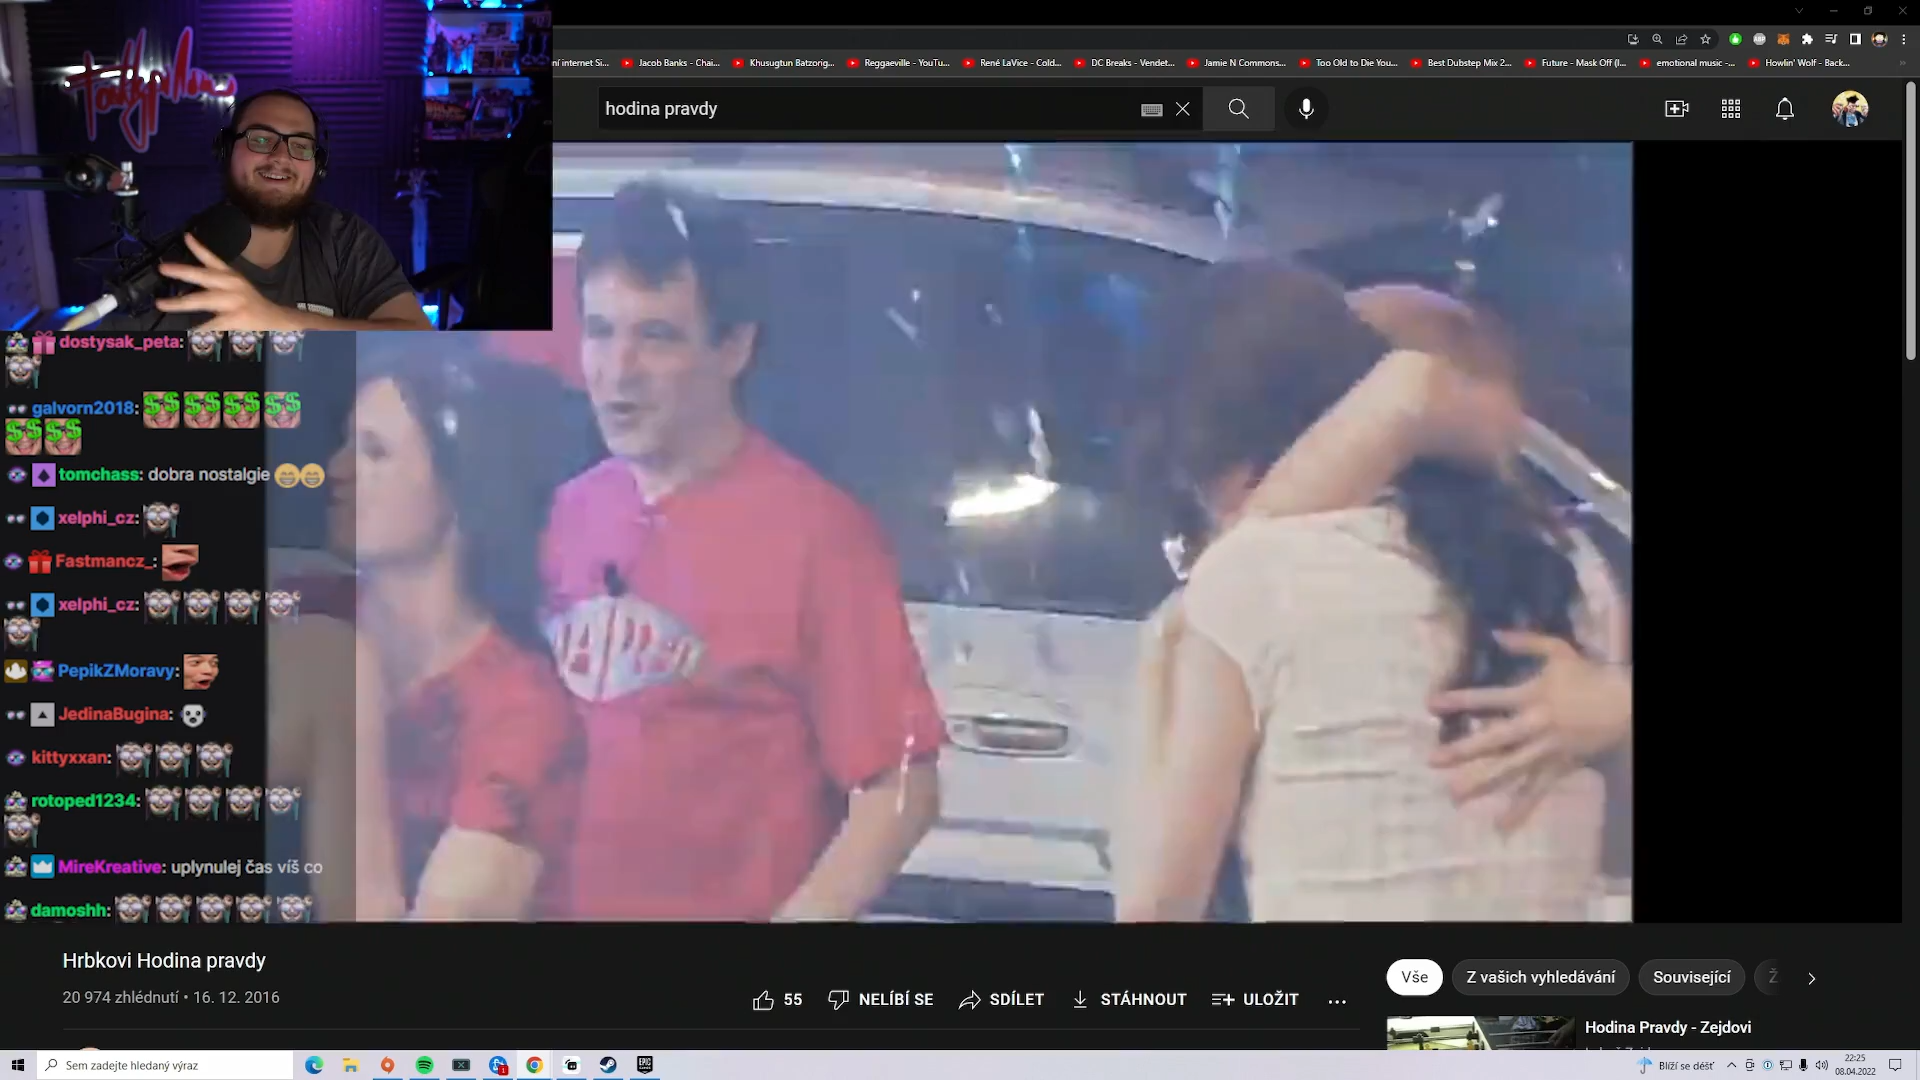 Jacob Banks - Chai...
Khusugtun Batzorig...
Reggaeville - YouTu...
René LaVice - Cold...
DC Breaks - Vendet...
Jamie N Commons...
Too Old to Die You...
Best Dubstep Mix 2...
Future - Mask Off (l...
emotional music -...
Howlin' Wolf - Back...
hodina pravdy
dostysak_peta:
galvorn2018:
tomchass: dobra nostalgie
xelphi_cz:
Fastmancz_:
xelphi_cz:
PepikZMoravy:
JedinaBugina:
kittyxxan:
rotoped1234:
MireKreative: uplynulej čas víš co
damoshh:
Hrbkovi Hodina pravdy
20 974 zhlédnutí • 16. 12. 2016
55
NELÍBÍ SE
SDÍLET
STÁHNOUT
ULOŽIT
Vše
Z vašich vyhledávání
Související
Hodina Pravdy - Zejdovi
Sem zadejte hledaný výraz
Blíží se déšť
22:25
08.04.2022